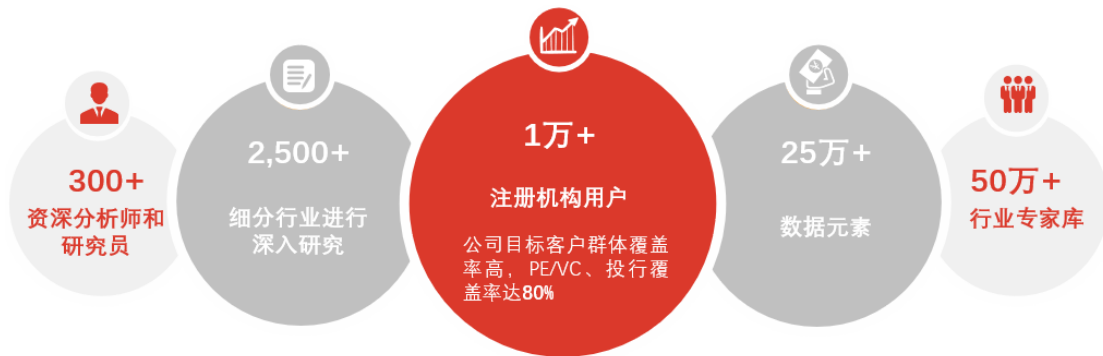 300+
资深分析师和
研究员
2,500+
细分行业进行
深入研究
1万+
注册机构用户
公司目标客户群体覆盖
率高，PE/VC、投行覆
盖率达80%
25万+
数据元素
50万+
行业专家库